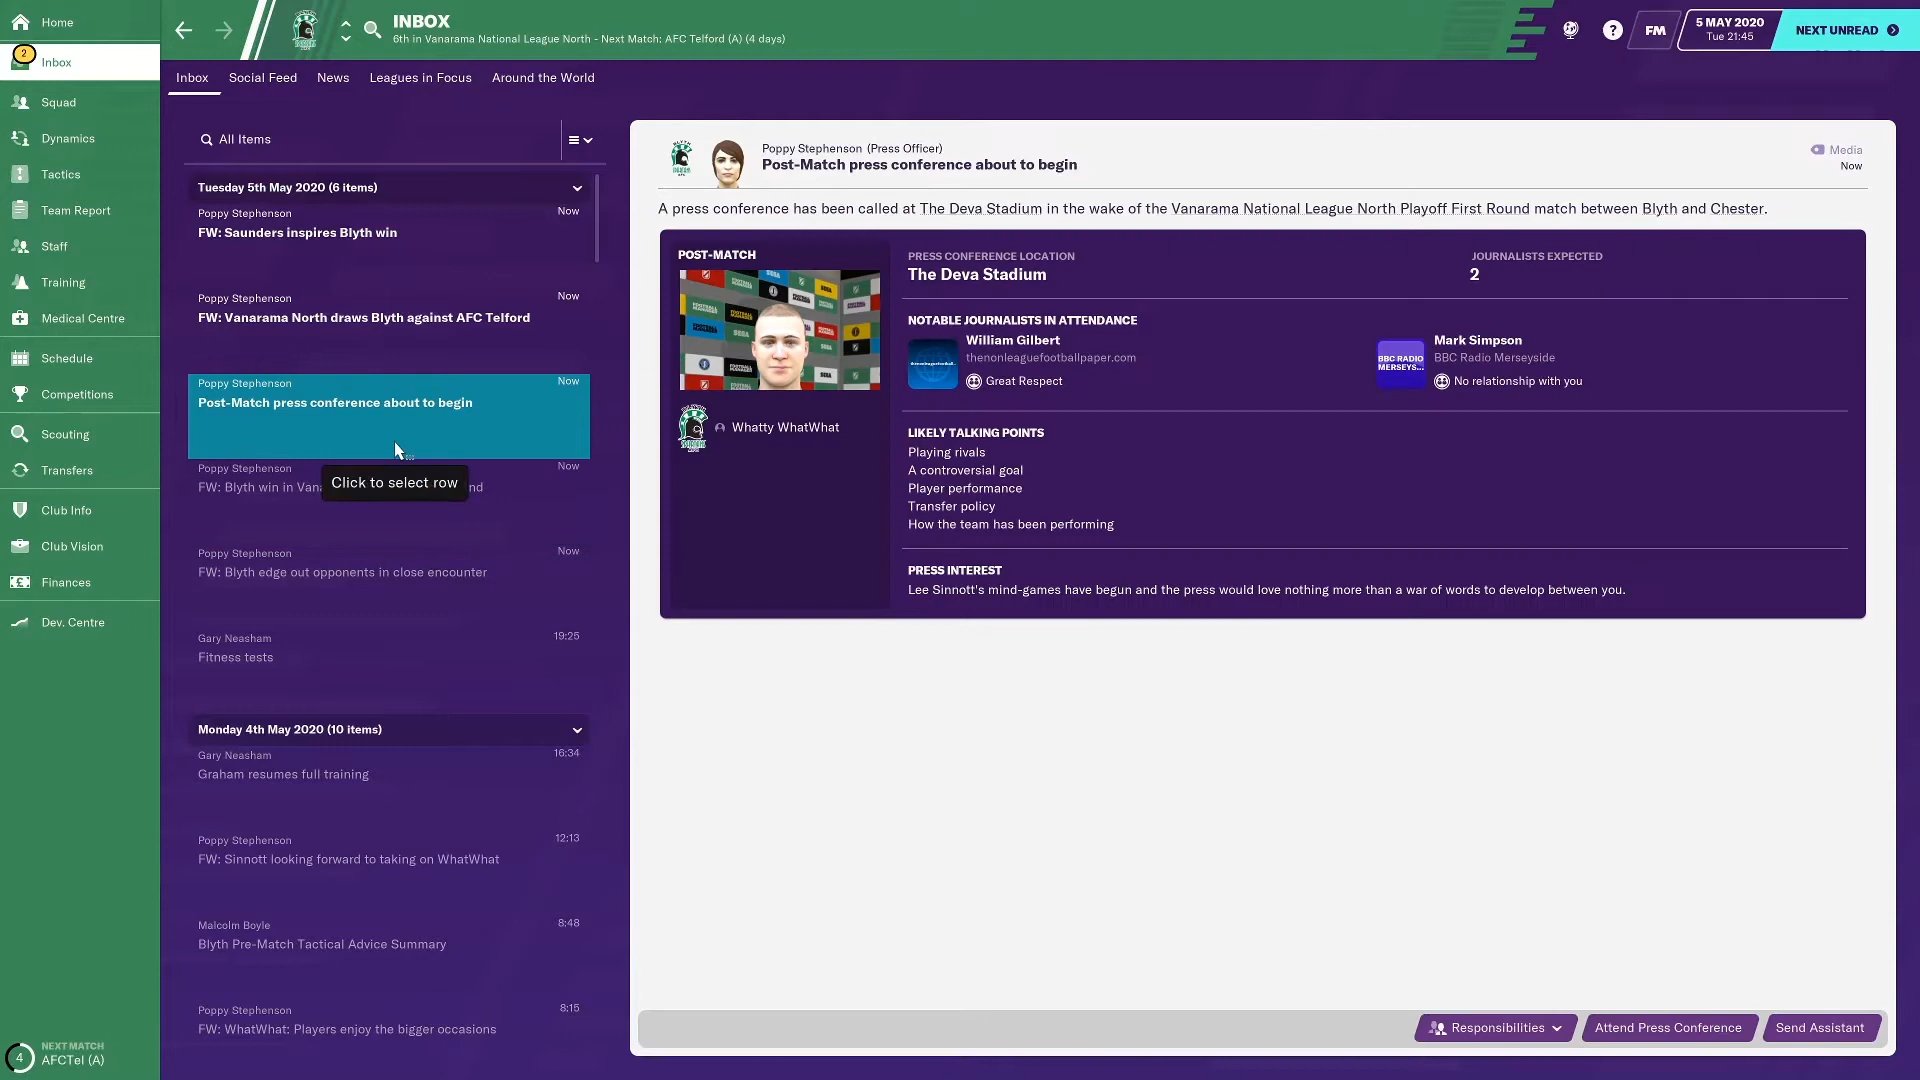 Home
2
Inbox
Squad
Dynamics
Tactics
Team Report
Staff
Training
Medical Centre
Schedule
Competitions
Scouting
Transfers
Club Info
Club Vision
Finances
Dev. Centre
4
NEXT MATCH
AFCTel (A)
INBOX
6th in Vanarama National League North - Next Match: AFC Telford (A) (4 days)
?
FM
5 MAY 2020
Tue 21:45
NEXT UNREAD
Inbox
Social Feed
News
Leagues in Focus
Around the World
All Items
Tuesday 5th May 2020 (6 items)
Poppy Stephenson
Now
FW: Saunders inspires Blyth win
Poppy Stephenson
Now
FW: Vanarama North draws Blyth against AFC Telford
Poppy Stephenson
Now
Post-Match press conference about to begin
Poppy Stephenson
Now
FW: Blyth win in Vana nd
Click to select row
Poppy Stephenson
Now
FW: Blyth edge out opponents in close encounter
Gary Neasham
19:25
Fitness tests
Monday 4th May 2020 (10 items)
Gary Neasham
16:34
Graham resumes full training
Poppy Stephenson
12:13
FW: Sinnott looking forward to taking on WhatWhat
Malcolm Boyle
8:48
Blyth Pre-Match Tactical Advice Summary
Poppy Stephenson
8:15
FW: WhatWhat: Players enjoy the bigger occasions
Poppy Stephenson (Press Officer)
Post-Match press conference about to begin
Media
Now
A press conference has been called at The Deva Stadium in the wake of the Vanarama National League North Playoff First Round match between Blyth and Chester.
POST-MATCH
Whatty WhatWhat
PRESS CONFERENCE LOCATION
The Deva Stadium
JOURNALISTS EXPECTED
2
NOTABLE JOURNALISTS IN ATTENDANCE
William Gilbert
thenonleaguefootballpaper.com
Great Respect
BBC RADIO
MERSEYS...
Mark Simpson
BBC Radio Merseyside
No relationship with you
LIKELY TALKING POINTS
Playing rivals
A controversial goal
Player performance
Transfer policy
How the team has been performing
PRESS INTEREST
Lee Sinnott's mind-games have begun and the press would love nothing more than a war of words to develop between you.
Responsibilities
Attend Press Conference
Send Assistant